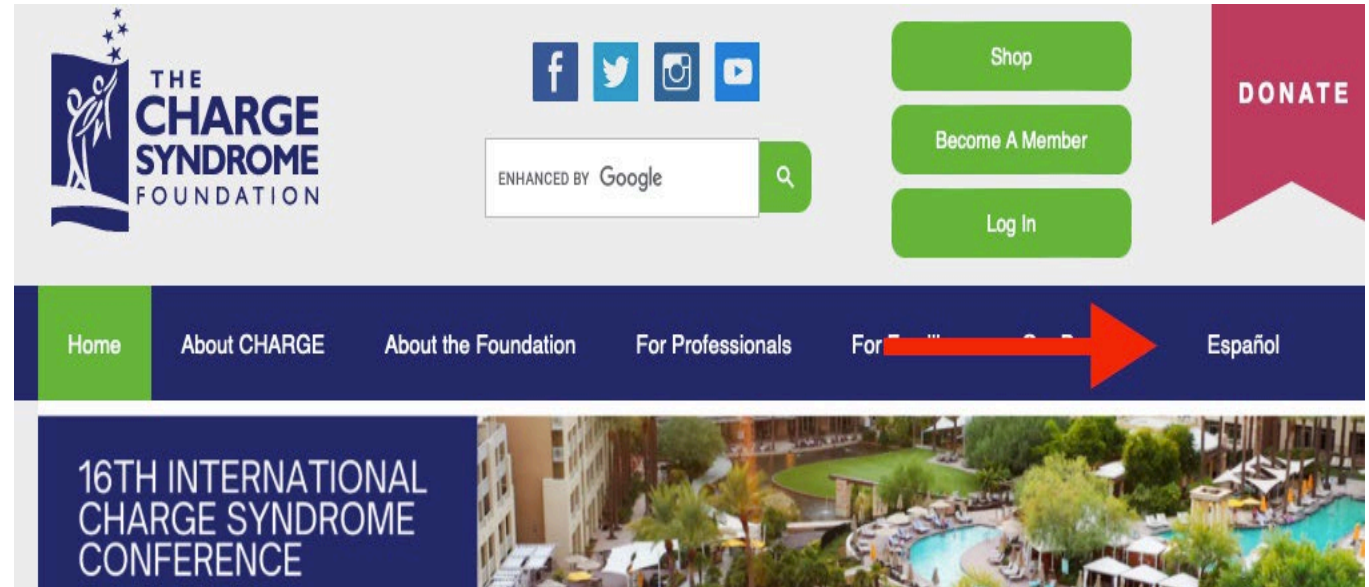 THE
CHARGE
SYNDROME
FOUNDATION
f
ENHANCED BY Google
Shop
Become A Member
Log In
DONATE
Home About CHARGE About the Foundation For Professionals For Español
16TH INTERNATIONAL
CHARGE SYNDROME
CONFERENCE